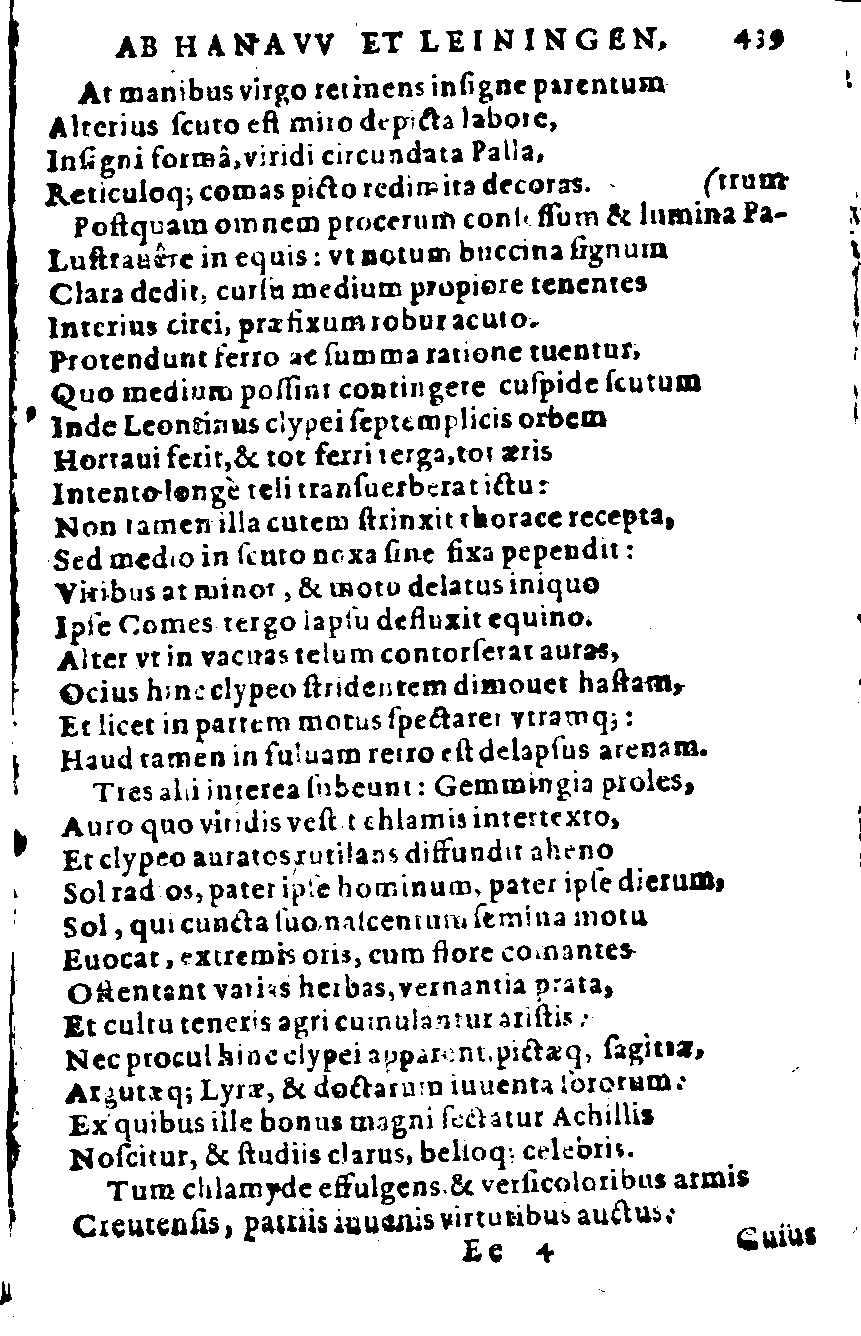 AB HANAVV ET LEININGEN, 439
At manibus virgo retinens inſigne parentum
Alterius ſcuto eſt miro depicta labore,
Inſigni formâ, viridi circundata Palla,
Reticuloq; comas picto redimita decoras. (trum
Poſtquam omnem procerum conſeſſum & lumina Pa-
Luſtrauêre in equis: vt notum buccina ſignum
Clara dedit, curſu medium propiore tenentes
Interius circi, præfixum robur acuto.
Protendunt ferro ac ſumma ratione tuentur,
Quo medium poſſint contingere cuſpide ſcutum
Inde Leontinus clypei ſeptemplicis orbem
Hortaui ferit, & tot ferri terga, tot æris
Intento longè teli tranſuerberat ictu:
Non tamen illa cutem ſtrinxit thorace recepta,
Sed medio in ſcuto noxa ſine fixa pependit:
Viribus at minor, & motu delatus iniquo
Ipſe Comes tergo lapſu defluxit equino.
Alter vt in vacuas telum contorſerat auras,
Ocius hinc clypeo ſtridentem dimouet haſtam,
Et licet in partem motus ſpectaret vtramq;:
Haud tamen in fuluam retro eſt delapſus arenam.
Tres alii interea ſubeunt: Gemmingia proles,
Auro quo viridis veſtit chlamis intertexto,
Et clypeo auratos rutilans diffundit aheno
Sol radios, pater ipſe hominum, pater ipſe dierum,
Sol, qui cuncta ſuo naſcentum ſemina motu
Euocat, extremis oris, cum flore comantes
Oſtentant varias herbas, vernantia prata,
Et cultu teneris agri cumulantur ariſtis:
Nec procul hinc clypei apparent, pictæq, ſagittæ,
Argutæq; Lyræ, & doctarum iuuenta ſororum:
Ex quibus ille bonus magni ſectatur Achillis
Noſcitur, & ſtudiis clarus, belloq; celebris.
Tum chlamyde effulgens & verſicoloribus armis
Creutenſis, patriis iuuenis virtutibus auctus:
Ee 4 Cuius